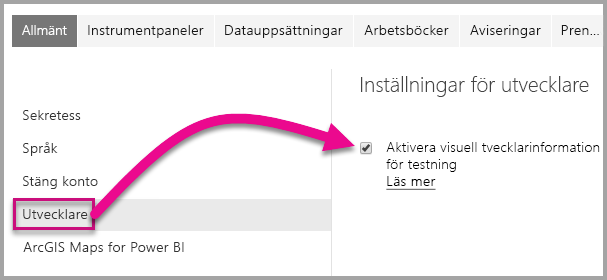 Allmänt Instrumentpaneler Datauppsättningar Arbetsböcker Aviseringar Pren...
Sekretess
Språk
Stäng konto
Utvecklare
ArcGIS Maps for Power BI
Inställningar för utvecklare
Aktivera visuell tvecklarinformation
för testning
Läs mer